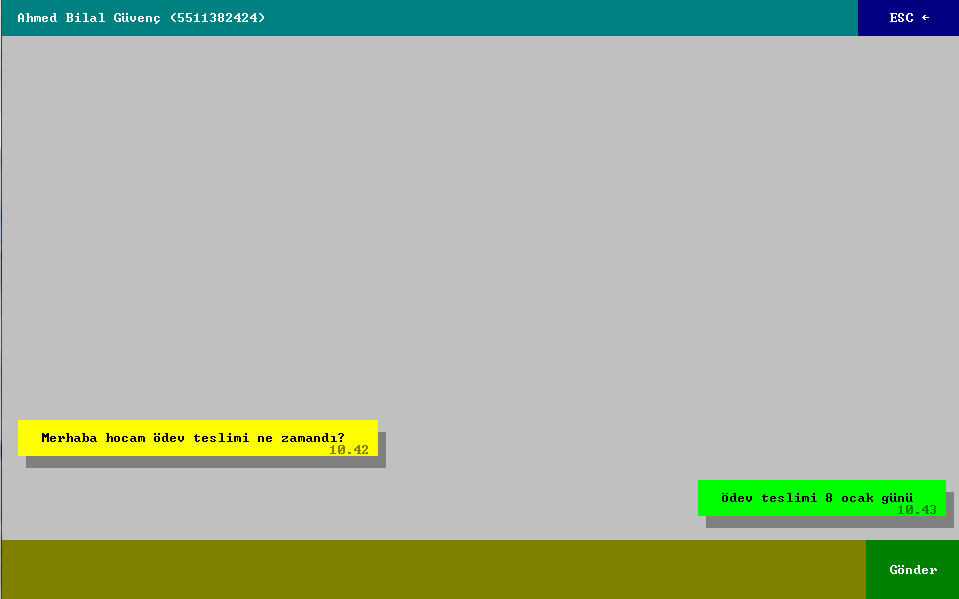 Ahmed Bilal Güvenç (5511382424)
ESC ←
Merhaba hocam ödev teslimi ne zamandı?
10.42
ödev teslimi 8 ocak günü
10.43
Gönder